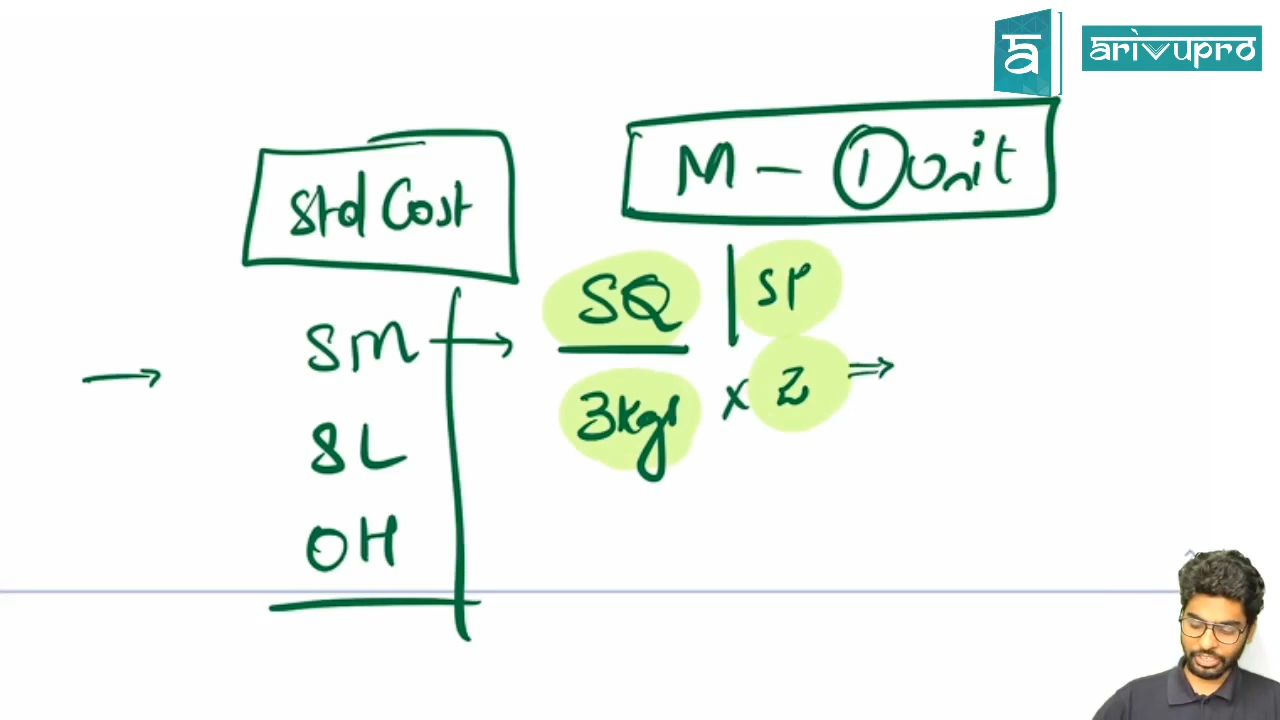 ā arivupro
M - 1 Unit
Std Cost
SQ | SP
SM →
3kgs × 2 ⇒
→
SL
OH